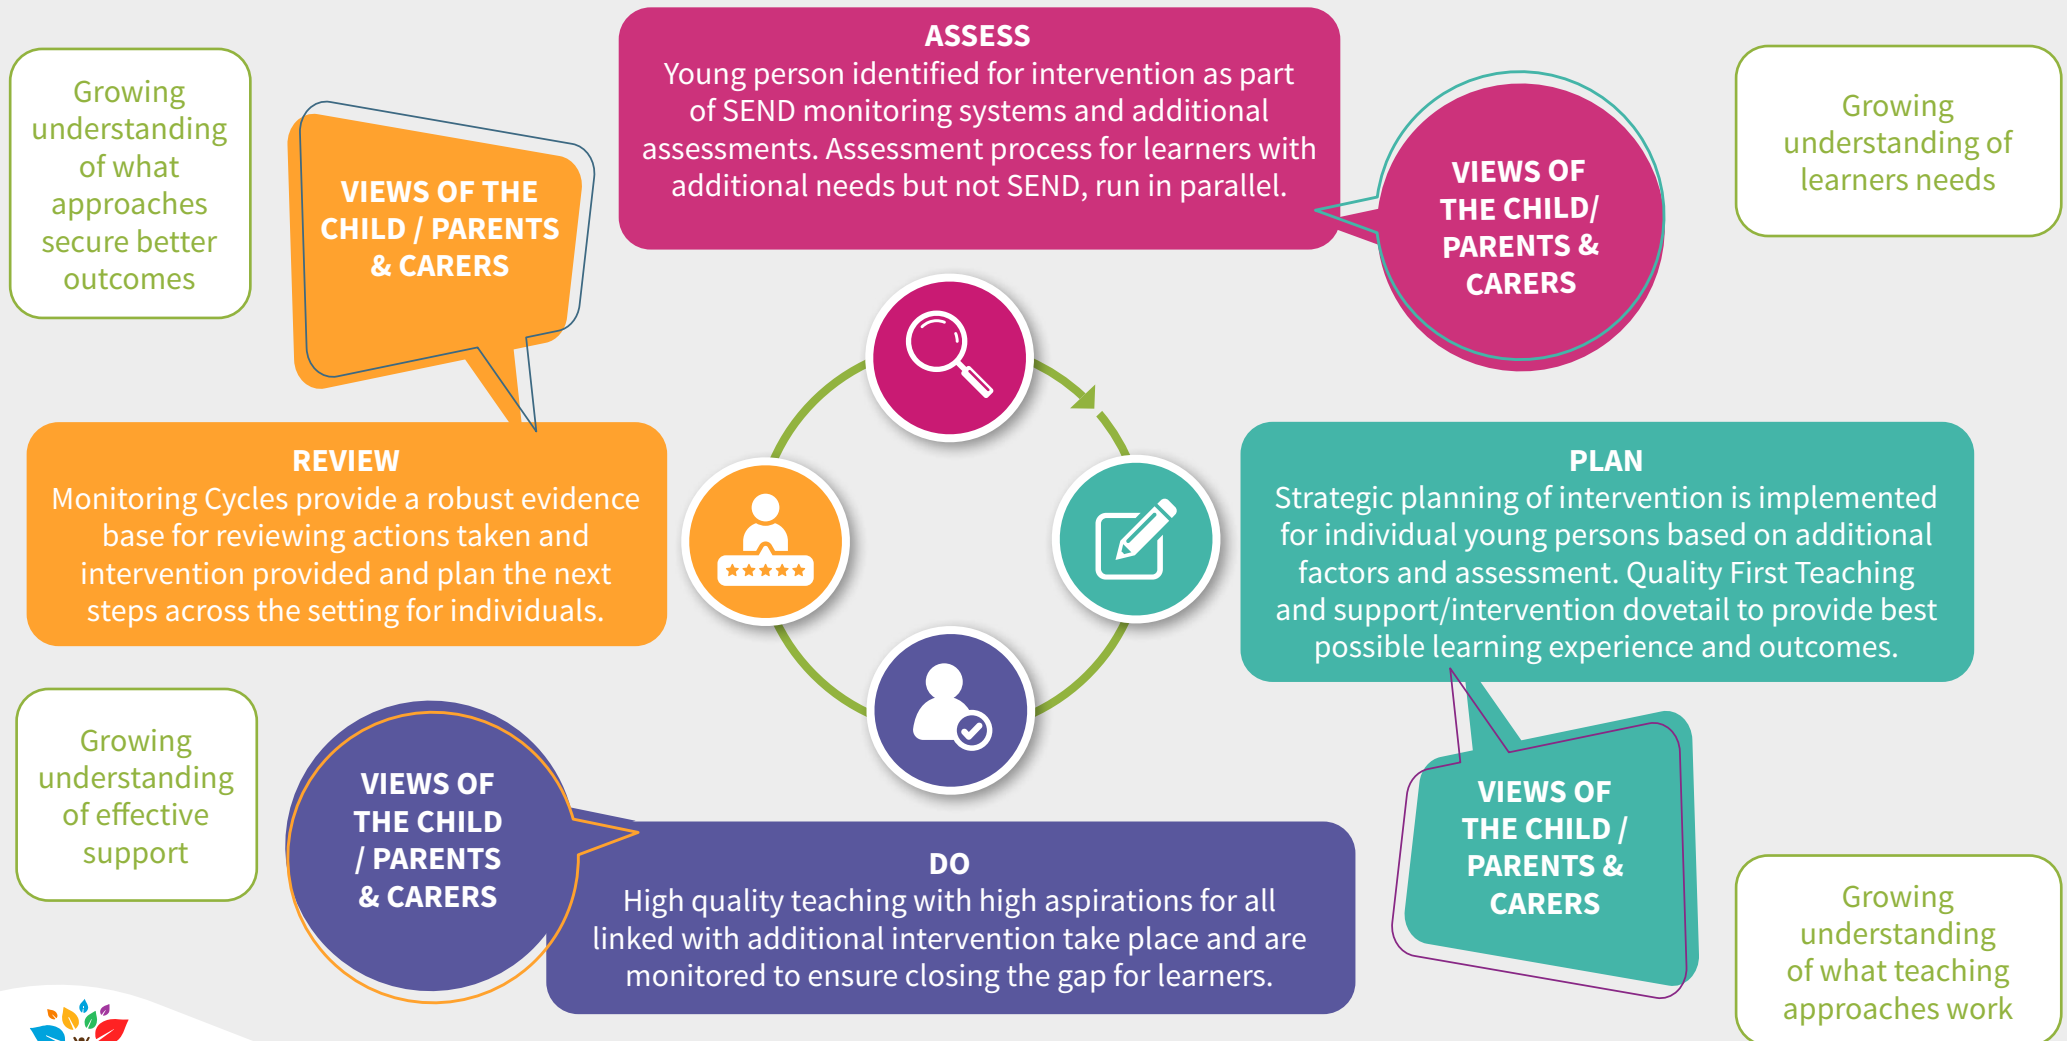 ASSESS
Young person identified for intervention as part
of SEND monitoring systems and additional
assessments. Assessment process for learners with
additional needs but not SEND, run in parallel.
VIEWS OF
THE CHILD/
PARENTS &
CARERS
Growing
understanding of
learners needs
PLAN
Strategic planning of intervention is implemented
for individual young persons based on additional
factors and assessment. Quality First Teaching
and support/intervention dovetail to provide best
possible learning experience and outcomes.
VIEWS OF
THE CHILD /
PARENTS &
CARERS
Growing
understanding
of what teaching
approaches work
DO
High quality teaching with high aspirations for all
linked with additional intervention take place and are
monitored to ensure closing the gap for learners.
VIEWS OF
THE CHILD
/ PARENTS
& CARERS
Growing
understanding
of effective
support
REVIEW
Monitoring Cycles provide a robust evidence
base for reviewing actions taken and
intervention provided and plan the next
steps across the setting for individuals.
VIEWS OF THE
CHILD / PARENTS
& CARERS
Growing
understanding
of what
approaches
secure better
outcomes